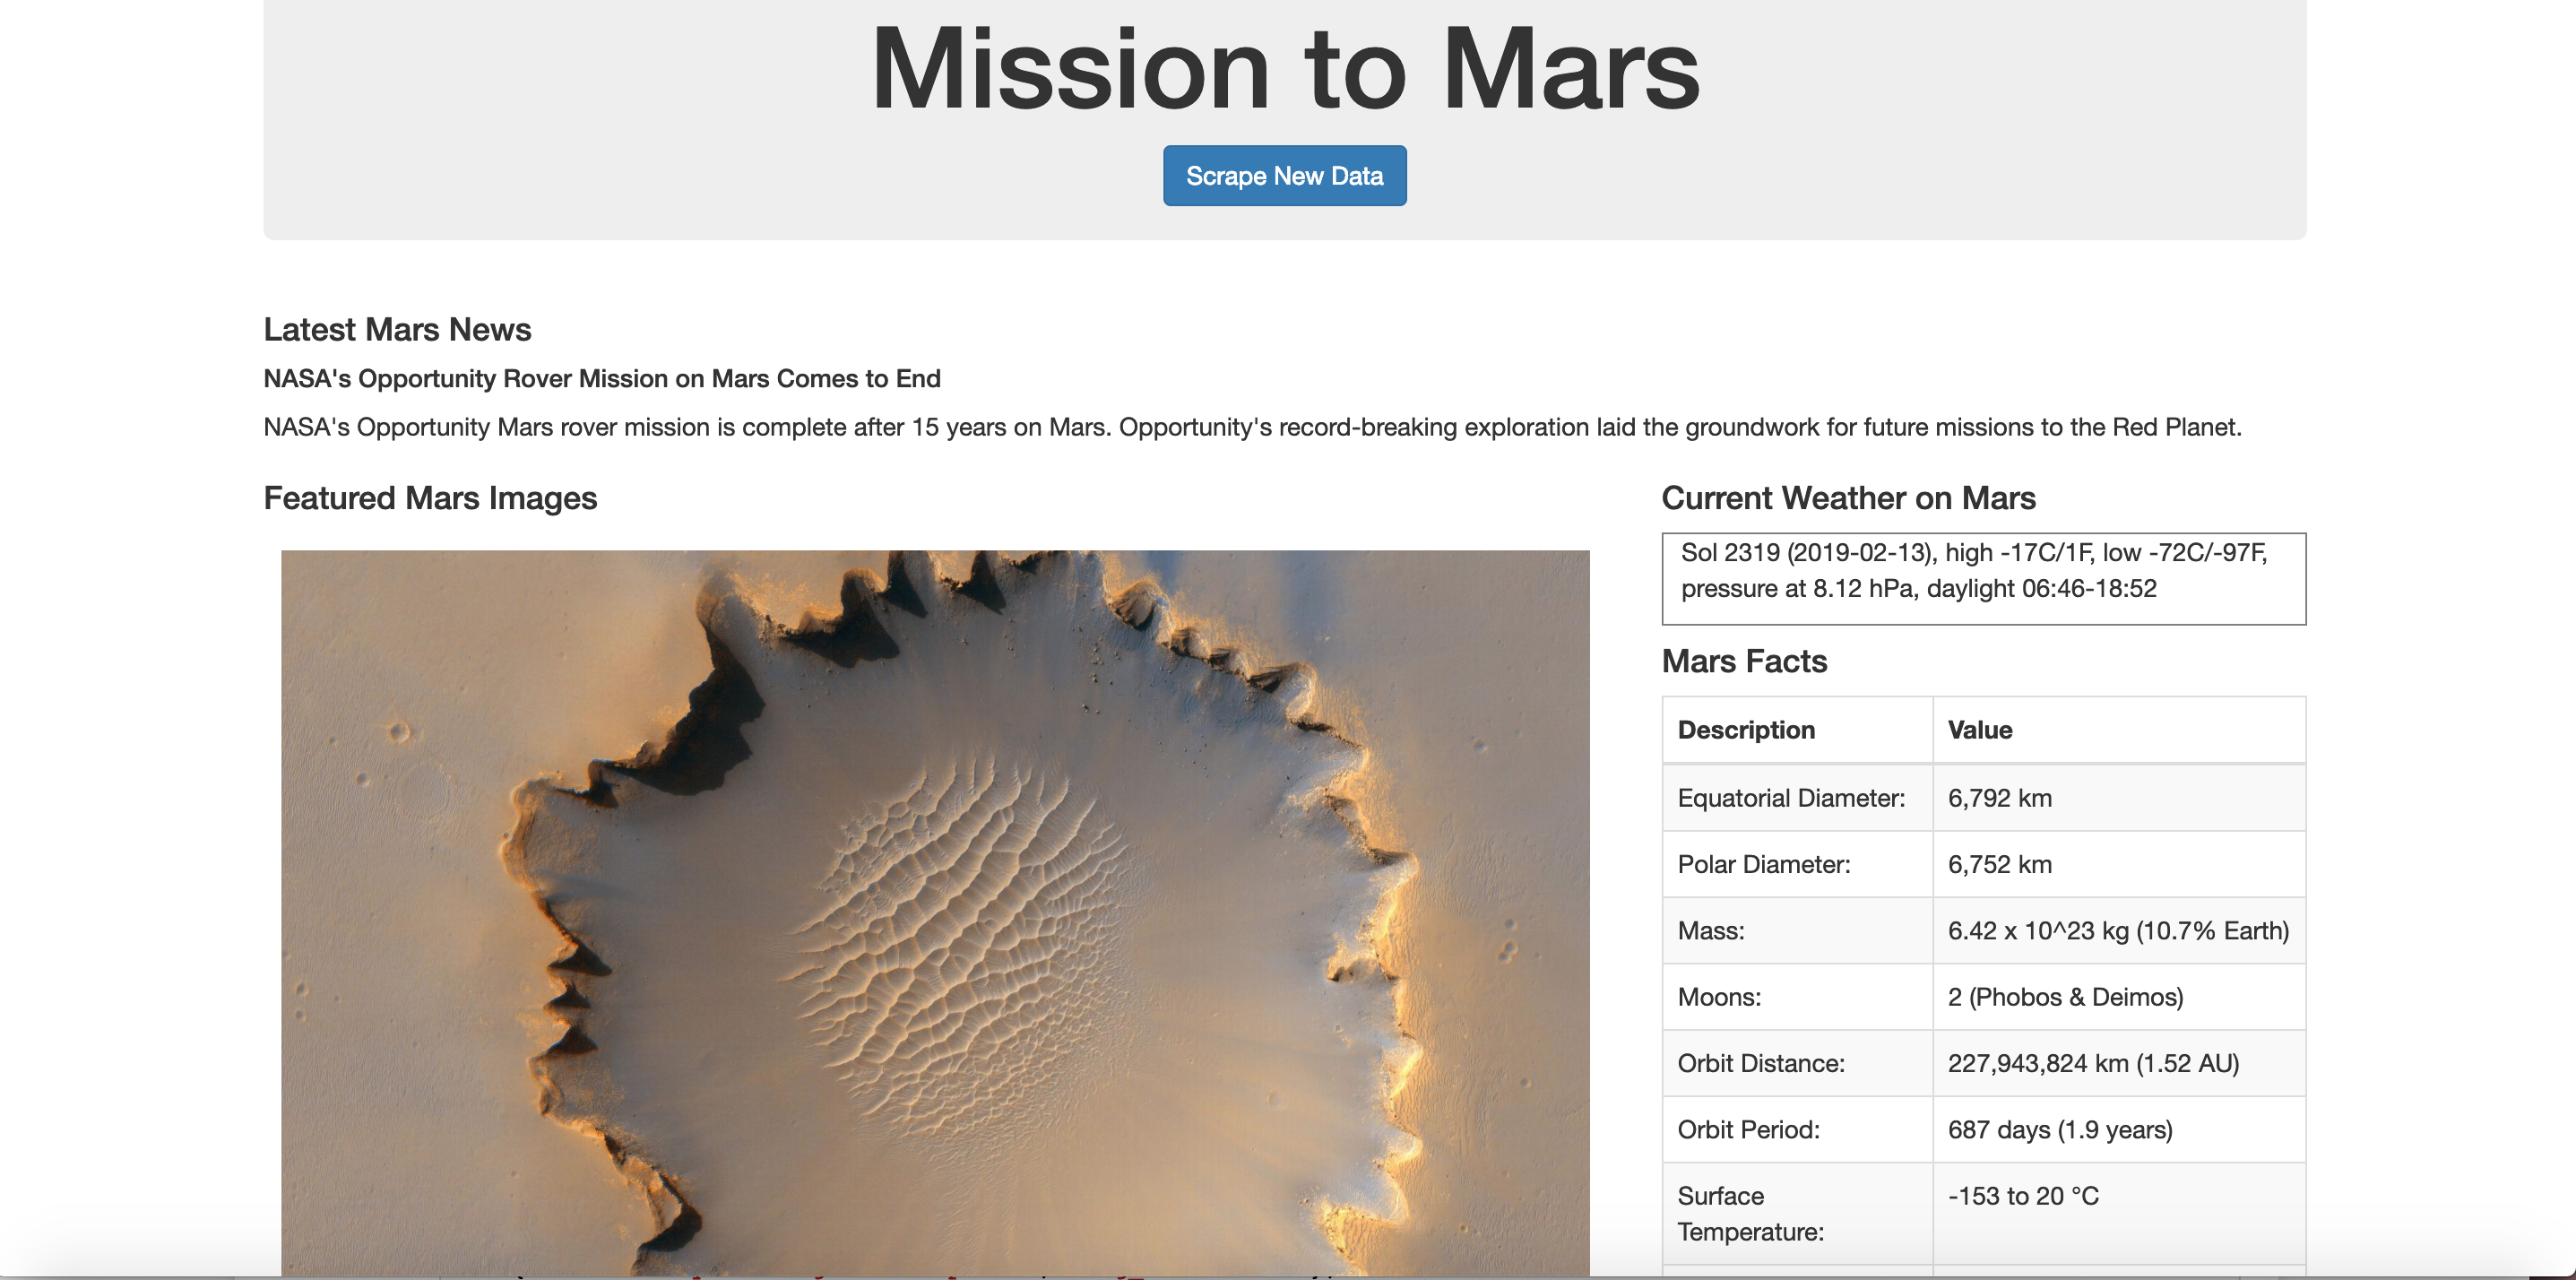 Mission to Mars
Scrape New Data
Latest Mars News
NASA's Opportunity Rover Mission on Mars Comes to End
NASA's Opportunity Mars rover mission is complete after 15 years on Mars. Opportunity's record-breaking exploration laid the groundwork for future missions to the Red Planet.
Featured Mars Images
Current Weather on Mars
Sol 2319 (2019-02-13), high -17C/1F, low -72C/-97F,
pressure at 8.12 hPa, daylight 06:46-18:52
Mars Facts
Description Value
Equatorial Diameter: 6,792 km
Polar Diameter: 6,752 km
Mass: 6.42 x 10^23 kg (10.7% Earth)
Moons: 2 (Phobos & Deimos)
Orbit Distance: 227,943,824 km (1.52 AU)
Orbit Period: 687 days (1.9 years)
Surface -153 to 20 °C
Temperature: